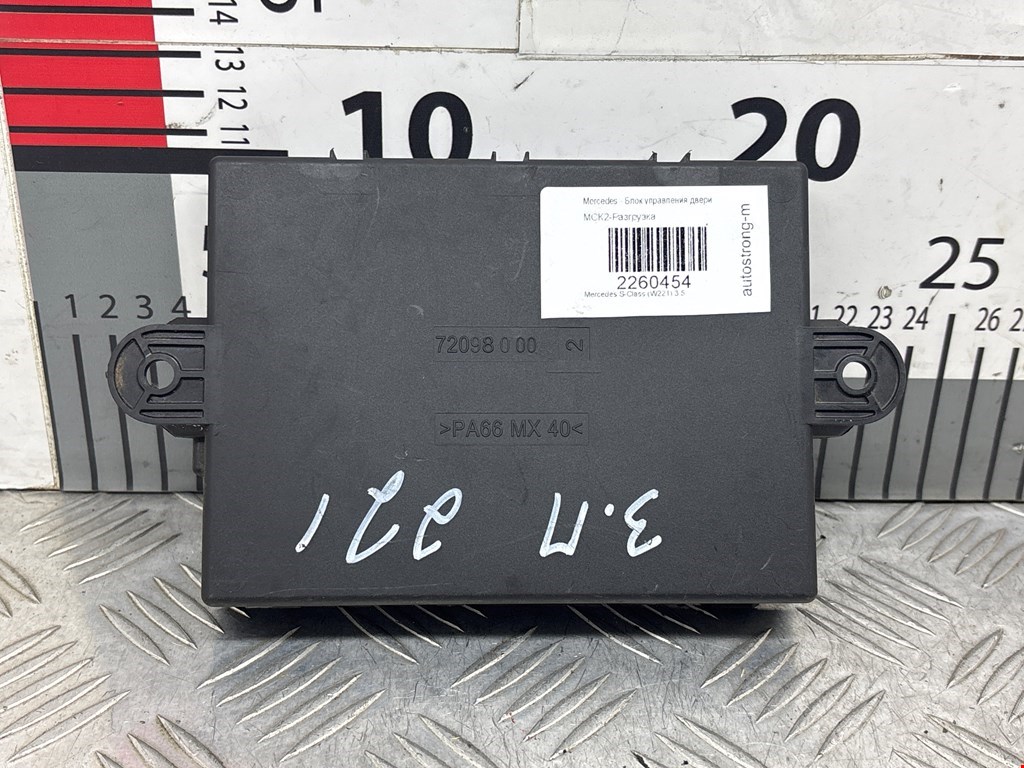 14
13
12
11
10
20
25
1 2 3 4
21 22 23 24
26
Mercedes Блок управления двери
МСК2-Разгрузка
2260454
Mercedes S-Class (W221) 3.5
autostrong-m
72098 0 00 2
>PA66 MX 40<
З.П 221